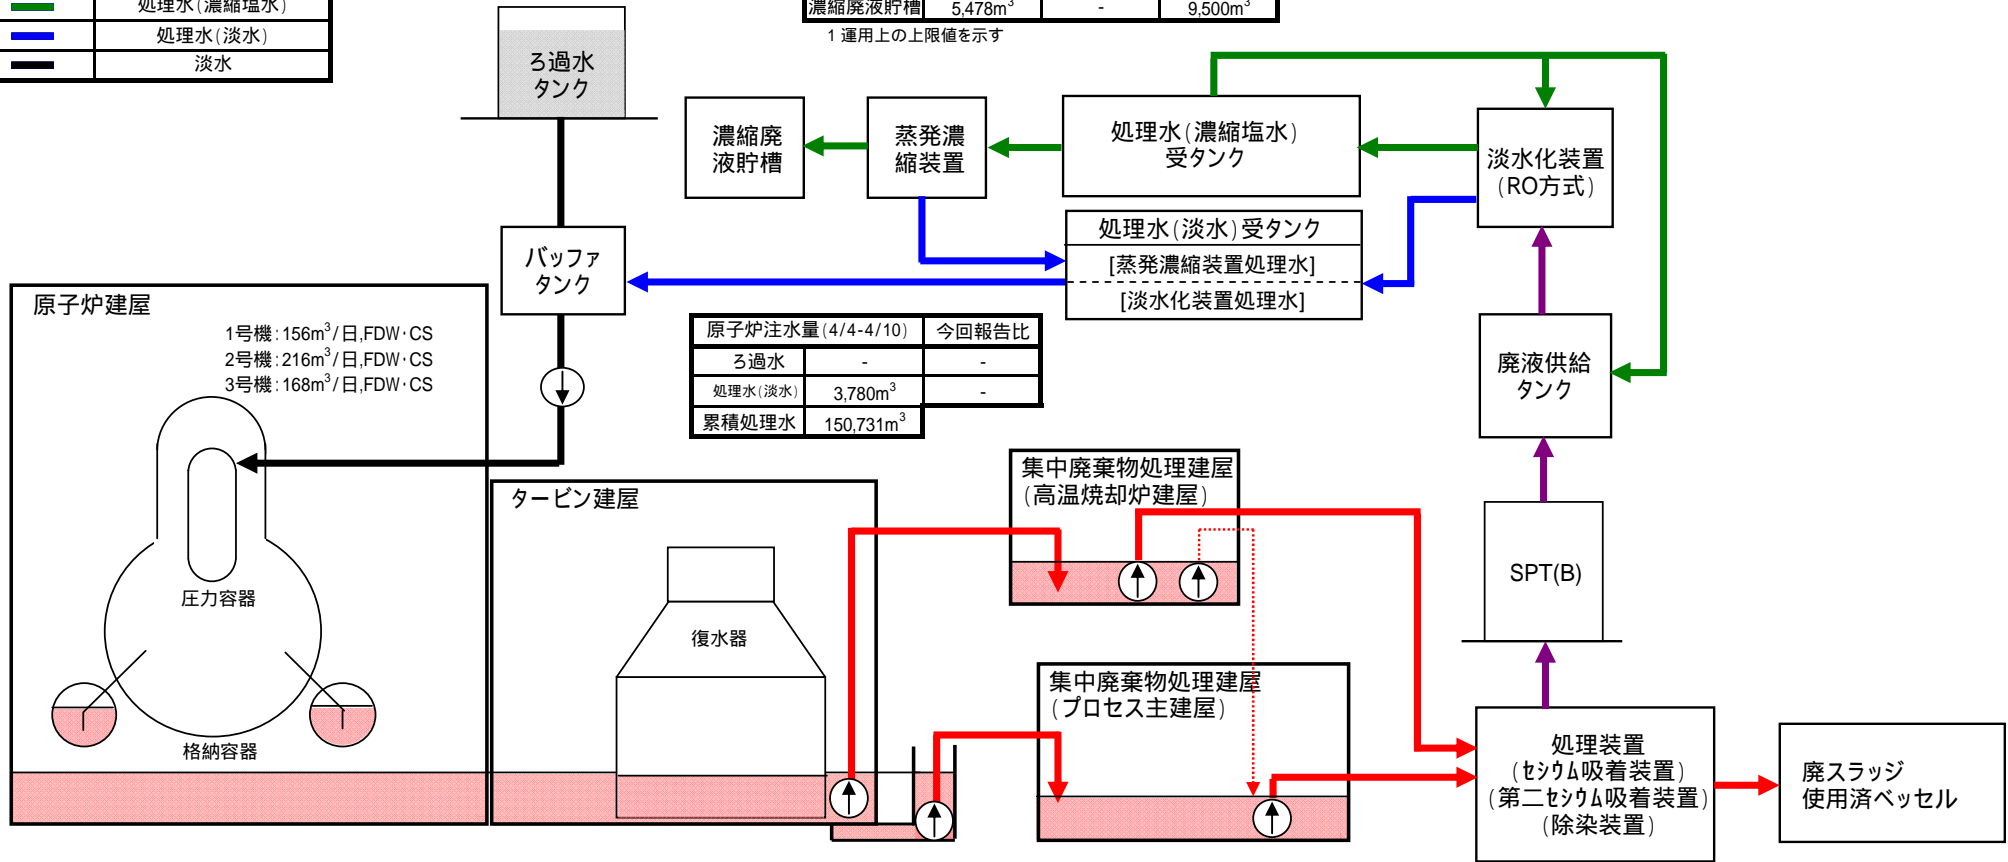 処理水(濃縮塩水)
処理水(淡水)
淡水
濃縮廃液貯槽 5,478m³ - 9,500m³
1 運用上の上限値を示す
ろ過水
タンク
濃縮廃
液貯槽
蒸発濃
縮装置
処理水(濃縮塩水)
受タンク
淡水化装置
(RO方式)
処理水(淡水)受タンク
[蒸発濃縮装置処理水]
[淡水化装置処理水]
バッファ
タンク
原子炉建屋
1号機:156m³/日,FDW・CS
2号機:216m³/日,FDW・CS
3号機:168m³/日,FDW・CS
原子炉注水量(4/4-4/10) 今回報告比
ろ過水 - -
処理水(淡水) 3,780m³ -
累積処理水 150,731m³
廃液供給
タンク
圧力容器
格納容器
タービン建屋
復水器
集中廃棄物処理建屋
(高温焼却炉建屋)
SPT(B)
集中廃棄物処理建屋
(プロセス主建屋)
処理装置
(セシウム吸着装置)
(第二セシウム吸着装置)
(除染装置)
廃スラッジ
使用済ベッセル